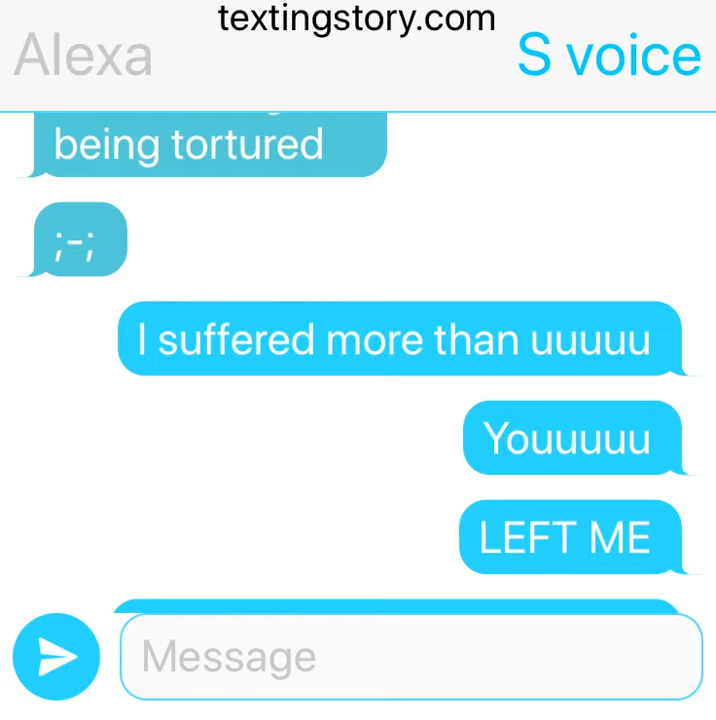 textingstory.com
Alexa
S voice
being tortured
;-;
I suffered more than uuuuu
Youuuuu
LEFT ME
Message